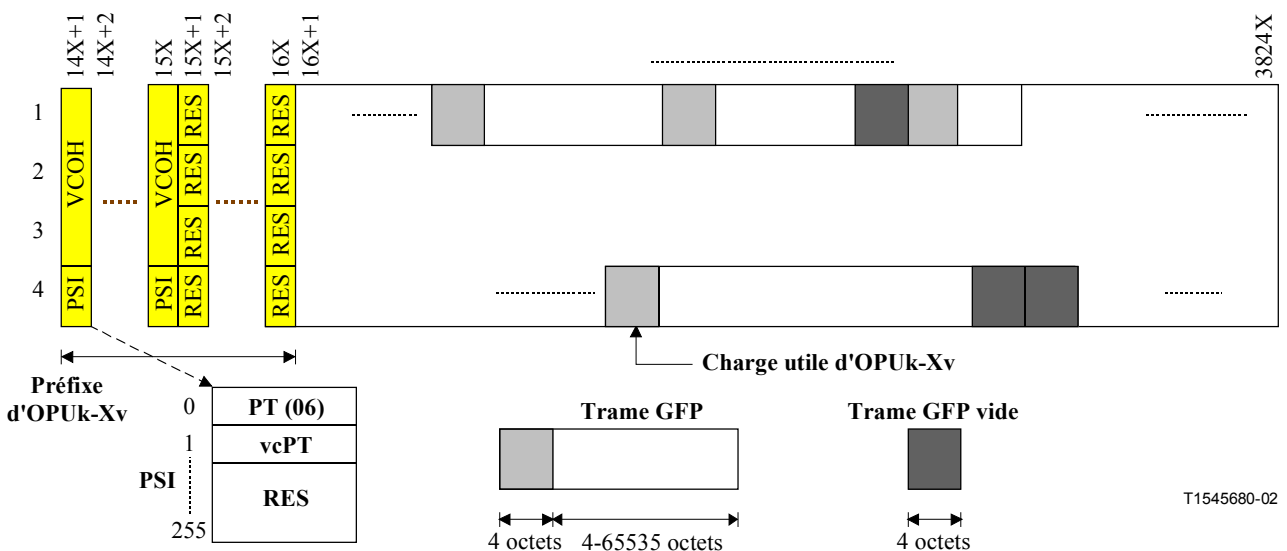 14X+1
14X+2
15X
15X+1
15X+2
16X
16X+1
3824X
1
2
3
4
VCOH
PSI
VCOH
PSI
RES
RES
RES
RES
RES
RES
RES
RES
Charge utile d'OPUk-Xv
Préfixe
d'OPUk-Xv
0
PT (06)
1
vcPT
PSI
RES
255
Trame GFP
4 octets
4-65535 octets
Trame GFP vide
4 octets
T1545680-02